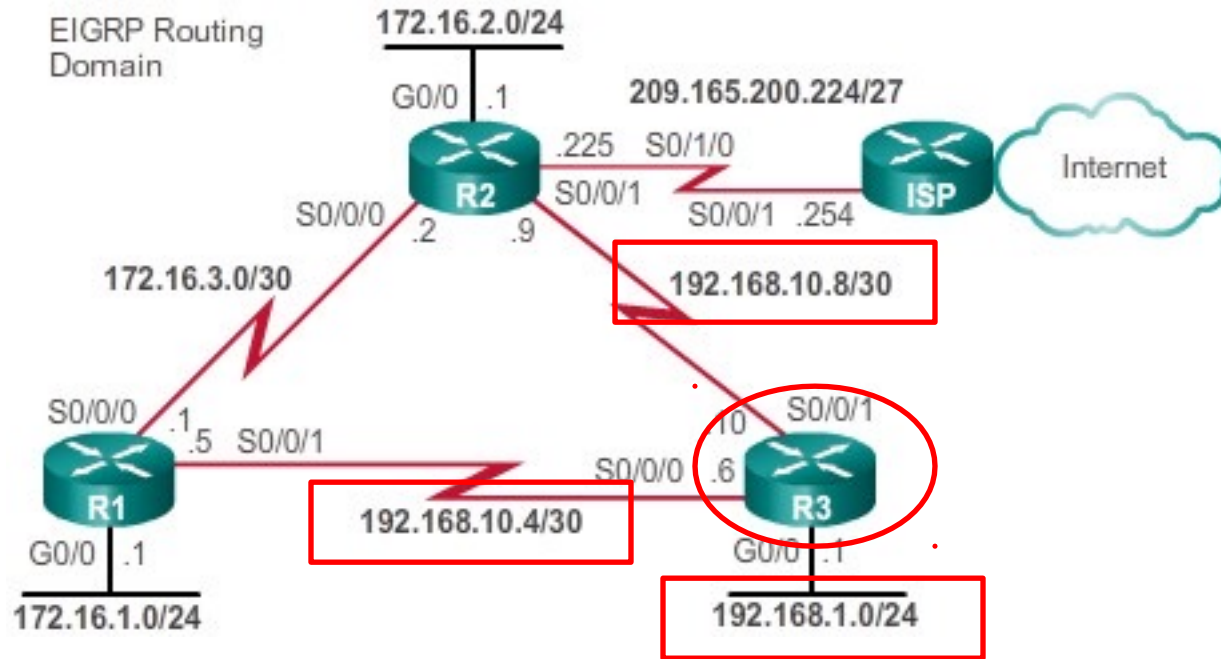 EIGRP Routing
Domain
172.16.2.0/24
G0/0 .1
209.165.200.224/27
.225 S0/1/0
Internet
R2
S0/0/1
ISP
S0/0/0
.2 .9
S0/0/1 .254
172.16.3.0/30
192.168.10.8/30
S0/0/0
.1
.5 S0/0/1
.10 S0/0/1
S0/0/0 .6
R1
R3
192.168.10.4/30
G0/0 .1
G0/0 .1
172.16.1.0/24
192.168.1.0/24